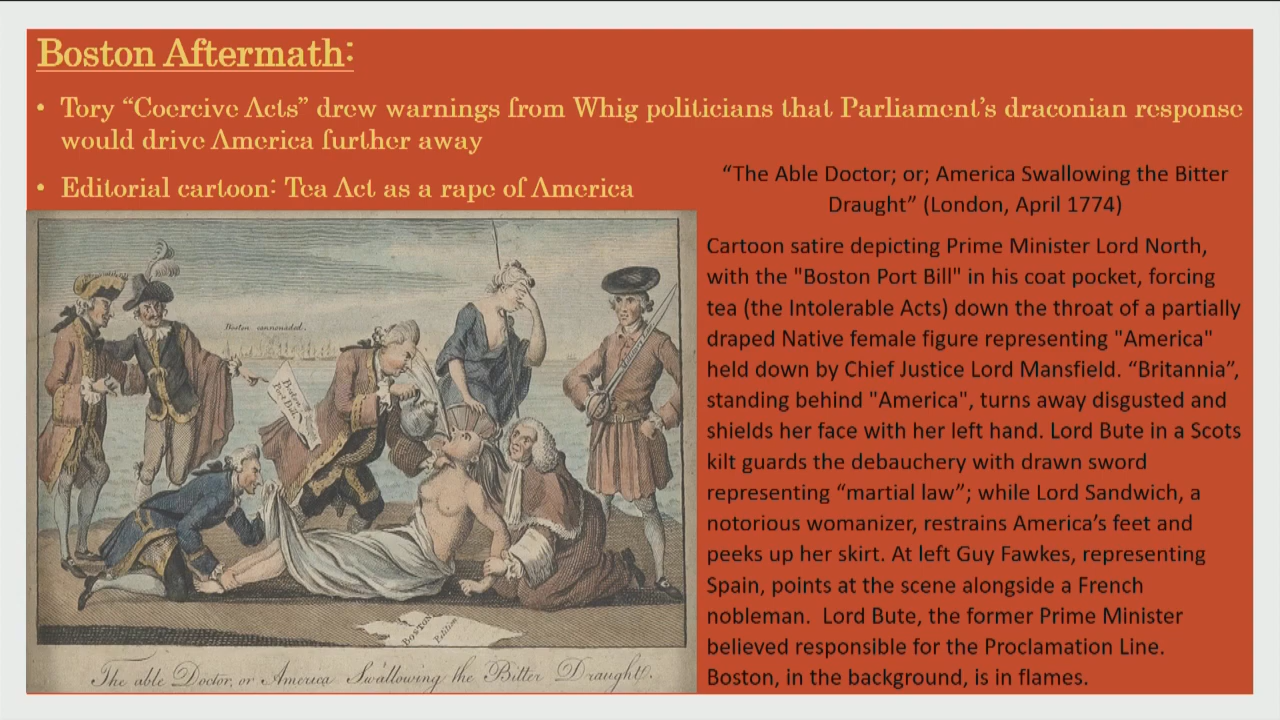 Boston Aftermath:
• Tory “Coercive Acts” drew warnings from Whig politicians that Parliament’s draconian response
would drive America further away
• Editorial cartoon: Tea Act as a rape of America
“The Able Doctor; or; America Swallowing the Bitter
Draught” (London, April 1774)
Cartoon satire depicting Prime Minister Lord North,
with the "Boston Port Bill" in his coat pocket, forcing
tea (the Intolerable Acts) down the throat of a partially
draped Native female figure representing "America"
held down by Chief Justice Lord Mansfield. “Britannia”,
standing behind "America", turns away disgusted and
shields her face with her left hand. Lord Bute in a Scots
kilt guards the debauchery with drawn sword
representing “martial law”; while Lord Sandwich, a
notorious womanizer, restrains America’s feet and
peeks up her skirt. At left Guy Fawkes, representing
Spain, points at the scene alongside a French
nobleman. Lord Bute, the former Prime Minister
believed responsible for the Proclamation Line.
Boston, in the background, is in flames.
Boston cannonaded.
Boston
Port Bill
BOSTON
Petition
The able Doctor, or America Swallowing the Bitter Draught.